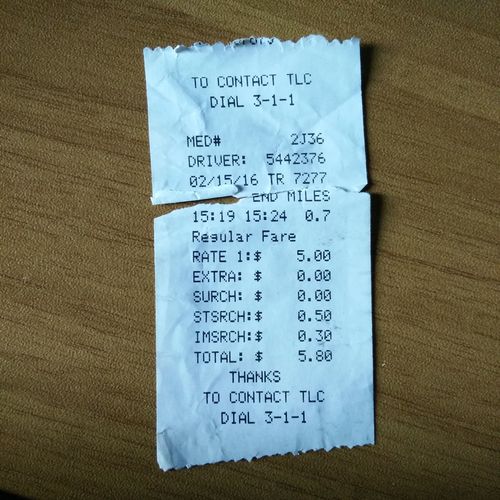 TO CONTACT TLC
DIAL 3-1-1
MED# 2J36
DRIVER: 5442376
02/15/16 TR 7277
END MILES
15:19 15:24 0.7
Regular Fare
RATE 1:$ 5.00
EXTRA: $ 0.00
SURCH: $ 0.00
STSRCH:$ 0.50
IMSRCH:$ 0.30
TOTAL: $ 5.80
THANKS
TO CONTACT TLC
DIAL 3-1-1